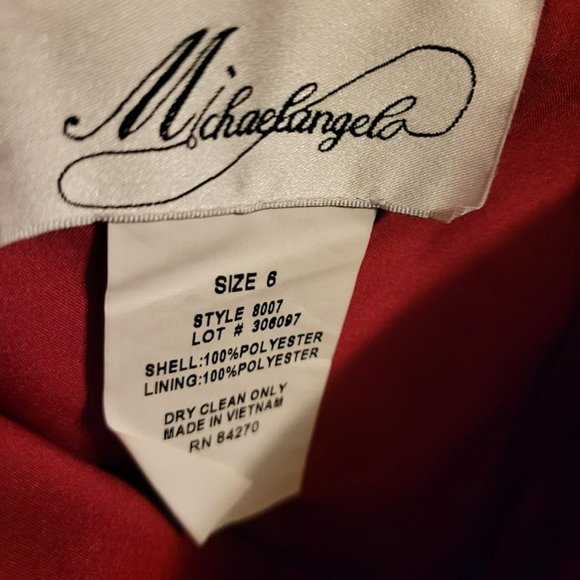 Michaelangelo
SIZE 6
STYLE 8007
LOT # 306097
SHELL:100%POLYESTER
LINING:100%POLYESTER
DRY CLEAN ONLY
MADE IN VIETNAM
RN 84270